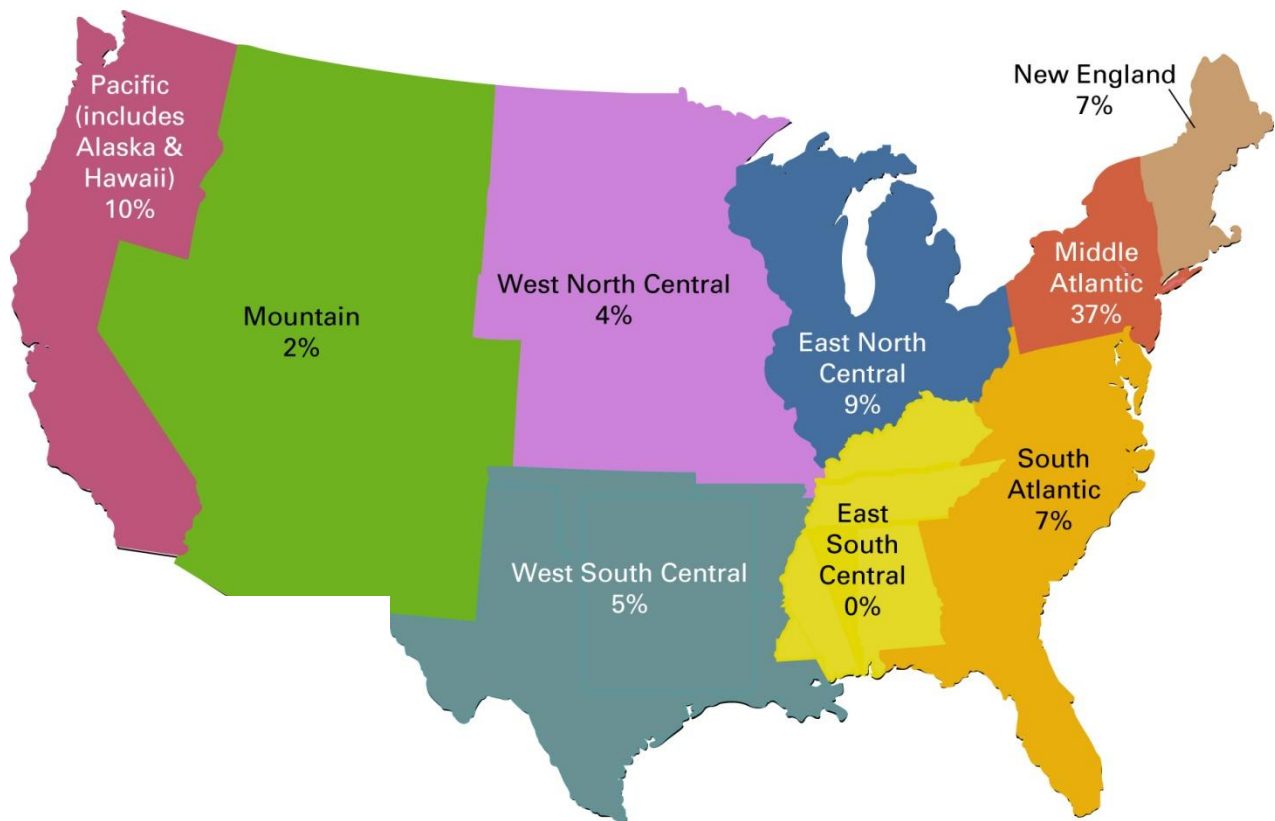 Pacific
(includes
Alaska &
Hawaii)
10%
Mountain
2%
West North Central
4%
East North
Central
9%
New England
7%
Middle
Atlantic
37%
South
Atlantic
7%
East
South
Central
0%
West South Central
5%